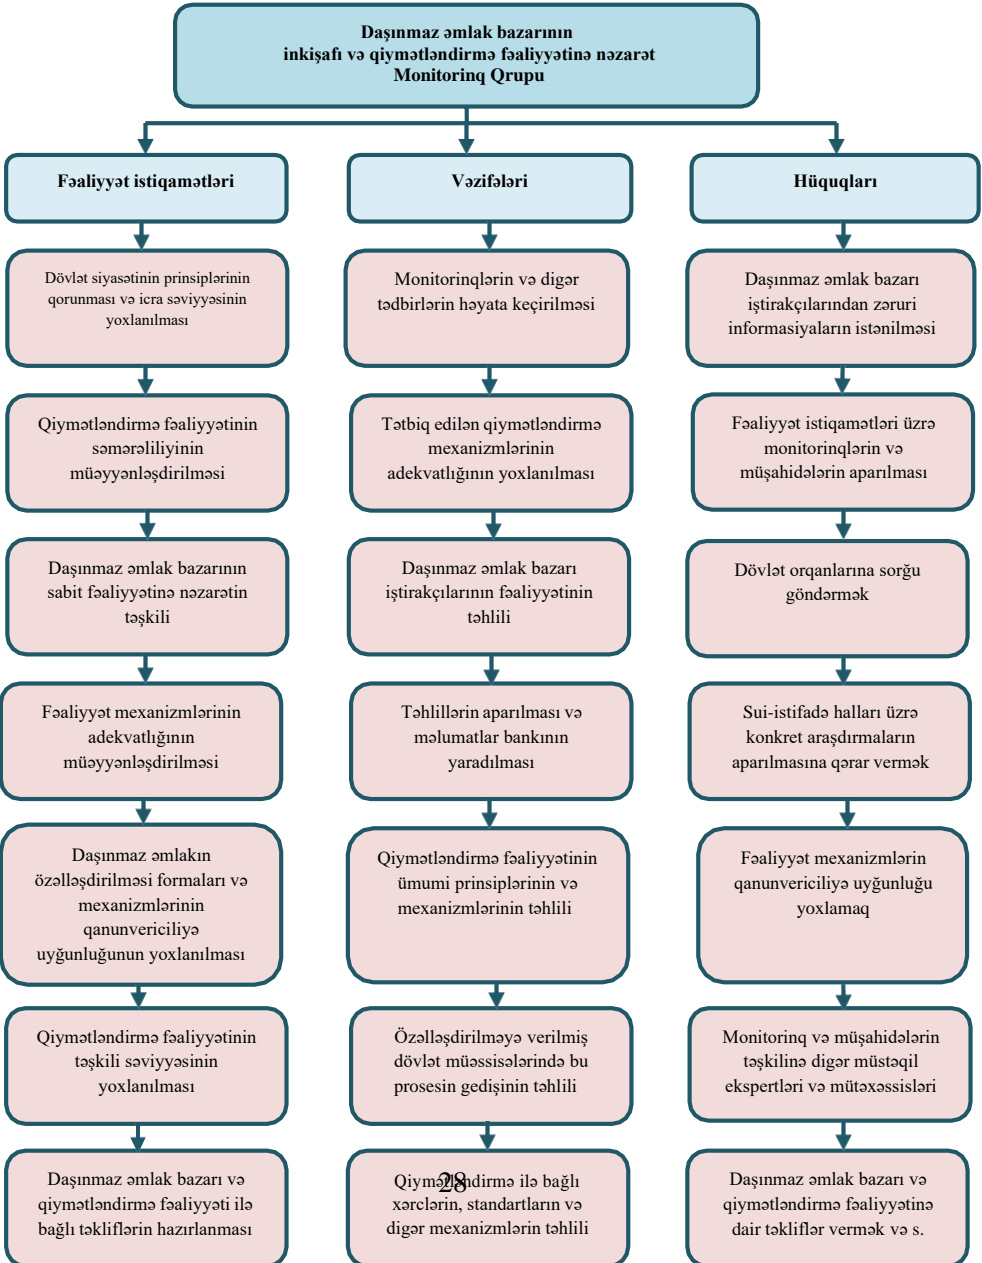 Daşınmaz əmlak bazarının
inkişafı və qiymətləndirmə fəaliyyətinə nəzarət
Monitorinq Qrupu
Fəaliyyət istiqamətləri
Dövlət siyasətinin prinsiplərinin
qorunması və icra səviyyəsinin
yoxlanılması
Qiymətləndirmə fəaliyyətinin
səmərəliliyinin
müəyyənləşdirilməsi
Daşınmaz əmlak bazarının
sabit fəaliyyətinə nəzarətin
təşkili
Fəaliyyət mexanizmlərinin
adekvatlığının
müəyyənləşdirilməsi
Daşınmaz əmlakın
özəlləşdirilməsi formaları və
mexanizmlərinin
qanunvericiliyə
uyğunluğunun yoxlanılması
Qiymətləndirmə fəaliyyətinin
təşkili səviyyəsinin
yoxlanılması
Daşınmaz əmlak bazarı və
qiymətləndirmə fəaliyyəti ilə
bağlı təkliflərin hazırlanması
Vəzifələri
Monitorinqlərin və digər
tədbirlərin həyata keçirilməsi
Tətbiq edilən qiymətləndirmə
mexanizmlərinin
adekvatlığının yoxlanılması
Daşınmaz əmlak bazarı
iştirakçılarının fəaliyyətinin
təhlili
Təhlillərin aparılması və
məlumatlar bankının
yaradılması
Qiymətləndirmə fəaliyyətinin
ümumi prinsiplərinin və
mexanizmlərinin təhlili
Özəlləşdirilməyə verilmiş
dövlət müəssisələrində bu
prosesin gedişinin təhlili
Qiymətləndirmə ilə bağlı
xərclərin, standartların və
digər mexanizmlərin təhlili
28
Hüquqları
Daşınmaz əmlak bazarı
iştirakçılarından zəruri
informasiyaların istənilməsi
Fəaliyyət istiqamətləri üzrə
monitorinqlərin və
müşahidələrin aparılması
Dövlət orqanlarına sorğu
göndərmək
Sui-istifadə halları üzrə
konkret araşdırmaların
aparılmasına qərar vermək
Fəaliyyət mexanizmlərin
qanunvericiliyə uyğunluğu
yoxlamaq
Monitorinq və müşahidələrin
təşkilinə digər müstəqil
ekspertləri və mütəxəssisləri
Daşınmaz əmlak bazarı və
qiymətləndirmə fəaliyyətinə
dair təkliflər vermək və s.